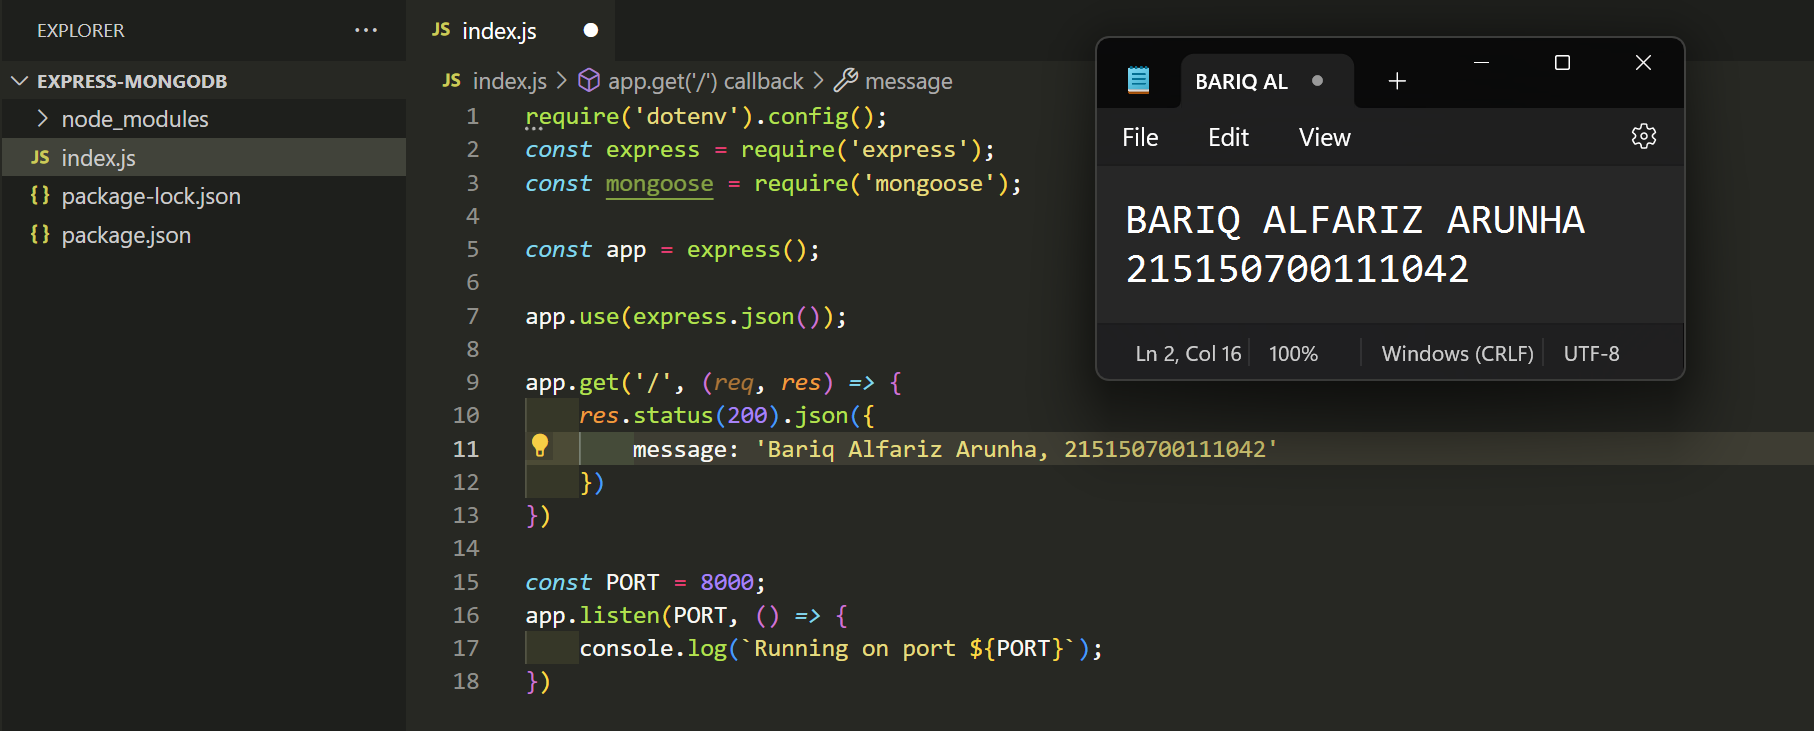 EXPLORER
EXPRESS-MONGODB
node_modules
JS index.js
{} package-lock.json
{} package.json
JS index.js
JS index.js > app.get('/') callback > message
1 require('dotenv').config();
2 const express = require('express');
3 const mongoose = require('mongoose');
4
5 const app = express();
6
7 app.use(express.json());
8
9 app.get('/', (req, res) => {
10 res.status(200).json({
11 message: 'Bariq Alfariz Arunha, 215150700111042'
12 })
13 })
14
15 const PORT = 8000;
16 app.listen(PORT, () => {
17 console.log(`Running on port ${PORT}`);
18 })
BARIQ AL
File Edit View
BARIQ ALFARIZ ARUNHA
215150700111042
Ln 2, Col 16 100% Windows (CRLF) UTF-8